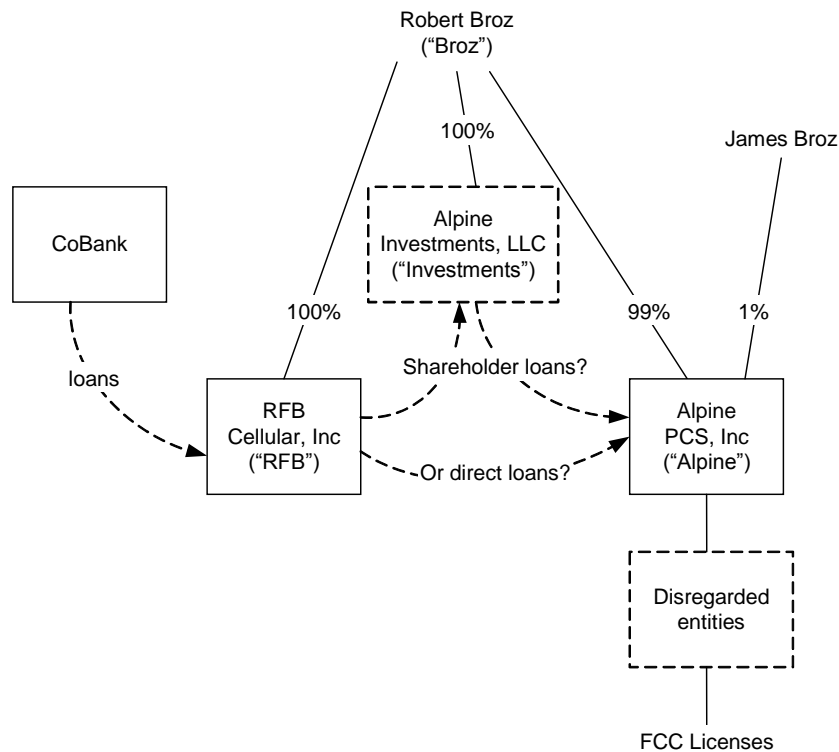 Robert Broz
(“Broz”)
100%
James Broz
CoBank
Alpine
Investments, LLC
(“Investments”)
100%
99%
1%
loans
Shareholder loans?
RFB
Cellular, Inc
(“RFB”)
Alpine
PCS, Inc
(“Alpine”)
Or direct loans?
Disregarded
entities
FCC Licenses